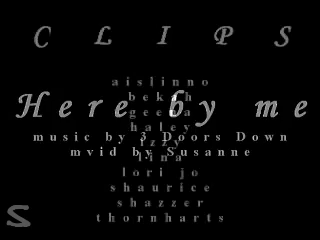 C L I P S
aislinno
bekah
Here by me
geena
haley
music by 3 Doors Down
izzy
mvid by Susanne
lina
lori jo
shaurice
shazzer
thornharts
S